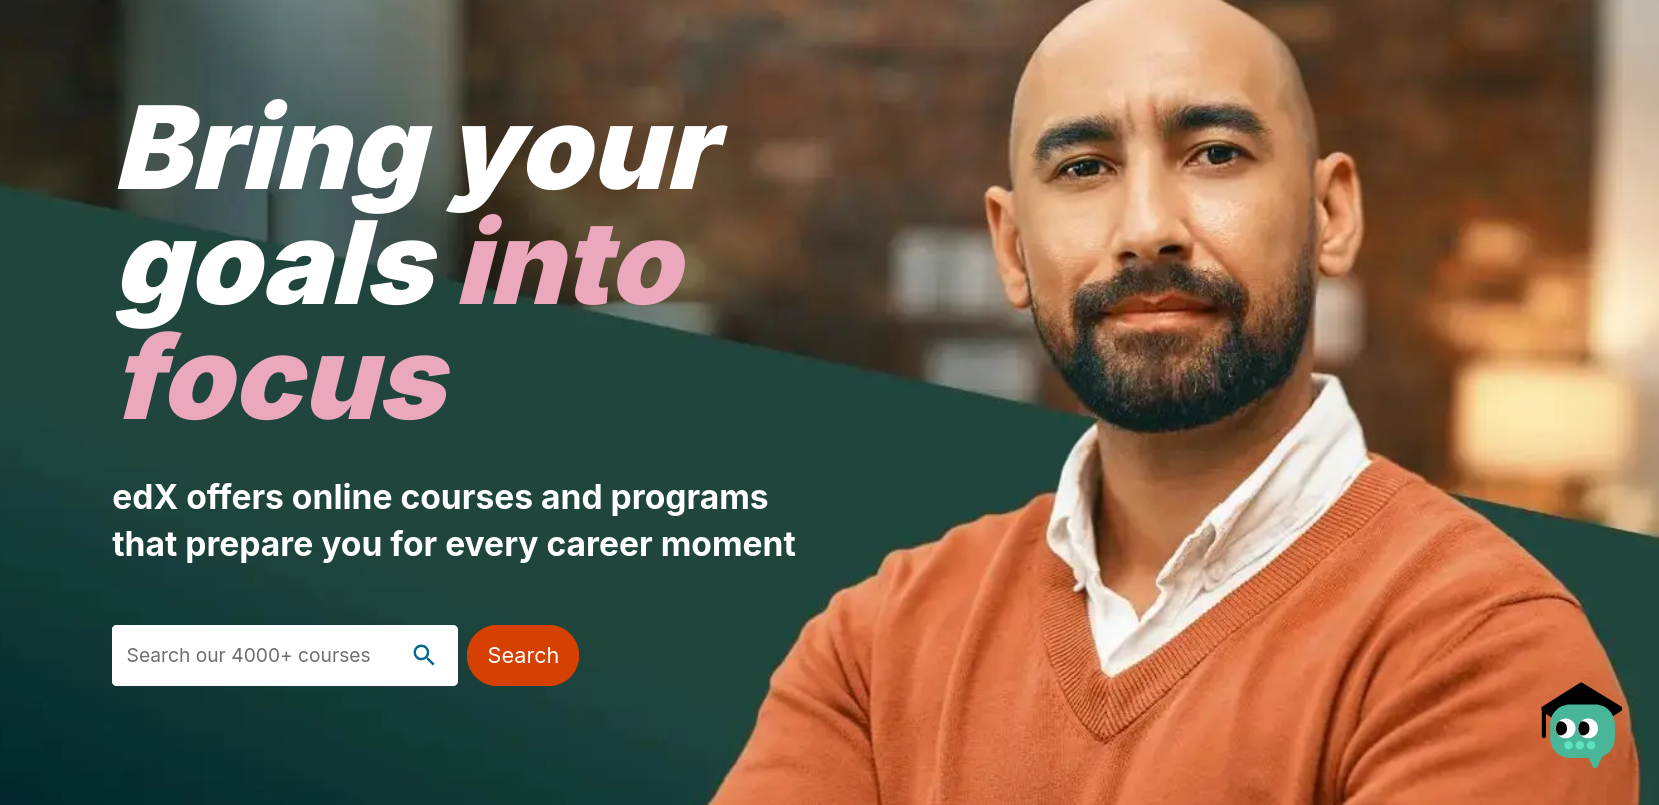 Bring your
goals into
focus
edX offers online courses and programs
that prepare you for every career moment
Search our 4000+ courses
Search